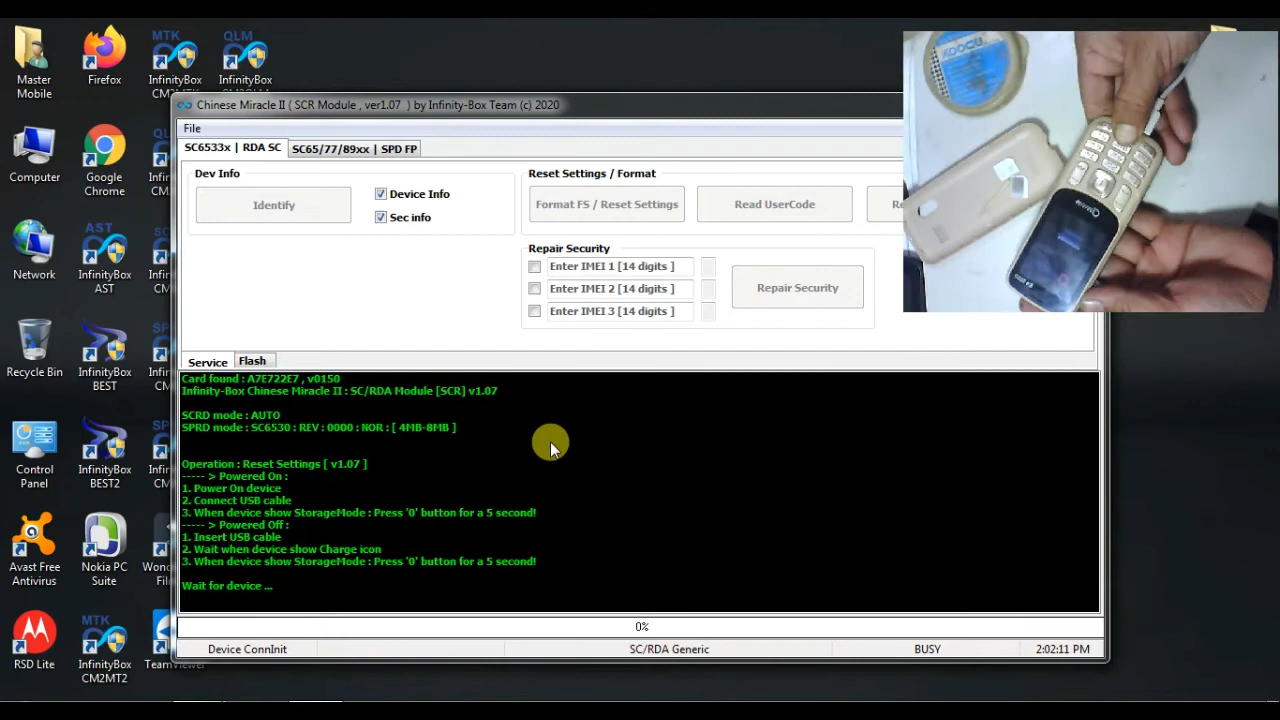 Master
Mobile
Firefox
MTK
InfinityBox
QLM
InfinityBox
Computer
Google
Chrome
Network
AST
InfinityBox
AST
Recycle Bin
InfinityBox
BEST
Control
Panel
InfinityBox
BEST2
Avast Free
Antivirus
Nokia PC
Suite
RSD Lite
MTK
InfinityBox
CM2MT2
Chinese Miracle II ( SCR Module , ver1.07 ) by Infinity-Box Team (c) 2020
File
SC6533x | RDA SC
SC65/77/89xx | SPD FP
Dev Info
Identify
Device Info
Sec info
Reset Settings / Format
Format FS / Reset Settings
Read UserCode
Repair Security
Enter IMEI 1 [14 digits ]
Enter IMEI 2 [14 digits ]
Enter IMEI 3 [14 digits ]
Repair Security
Service
Flash
Card found : A7E722E7 , v0150
Infinity-Box Chinese Miracle II : SC/RDA Module [SCR] v1.07
SCRD mode : AUTO
SPRD mode : SC6530 : REV : 0000 : NOR : [ 4MB-8MB ]
Operation : Reset Settings [ v1.07 ]
----- > Powered On :
1. Power On device
2. Connect USB cable
3. When device show StorageMode : Press '0' button for a 5 second!
----- > Powered Off :
1. Insert USB cable
2. Wait when device show Charge icon
3. When device show StorageMode : Press '0' button for a 5 second!
Wait for device ...
0%
Device ConnInit
SC/RDA Generic
BUSY
2:02:11 PM
KOOCU
QMobile